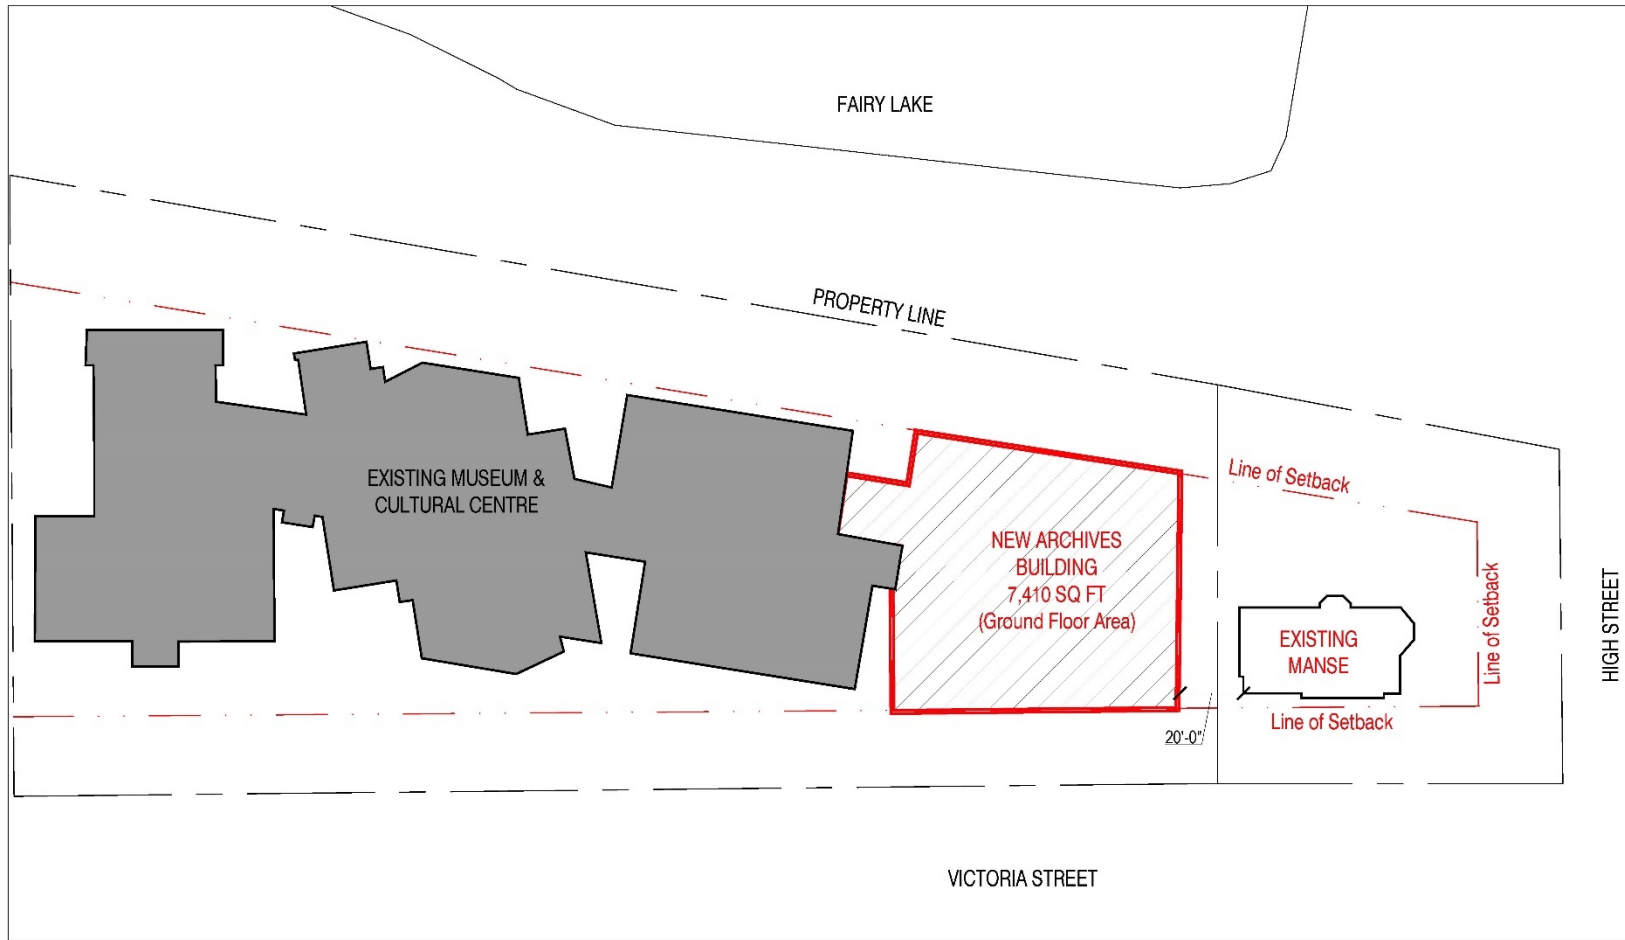 FAIRY LAKE
PROPERTY LINE
Line of Setback
EXISTING MUSEUM &
CULTURAL CENTRE
NEW ARCHIVES
BUILDING
7,410 SQ FT
(Ground Floor Area)
EXISTING
MANSE
Line of Setback
HIGH STREET
Line of Setback
20'-0"
VICTORIA STREET